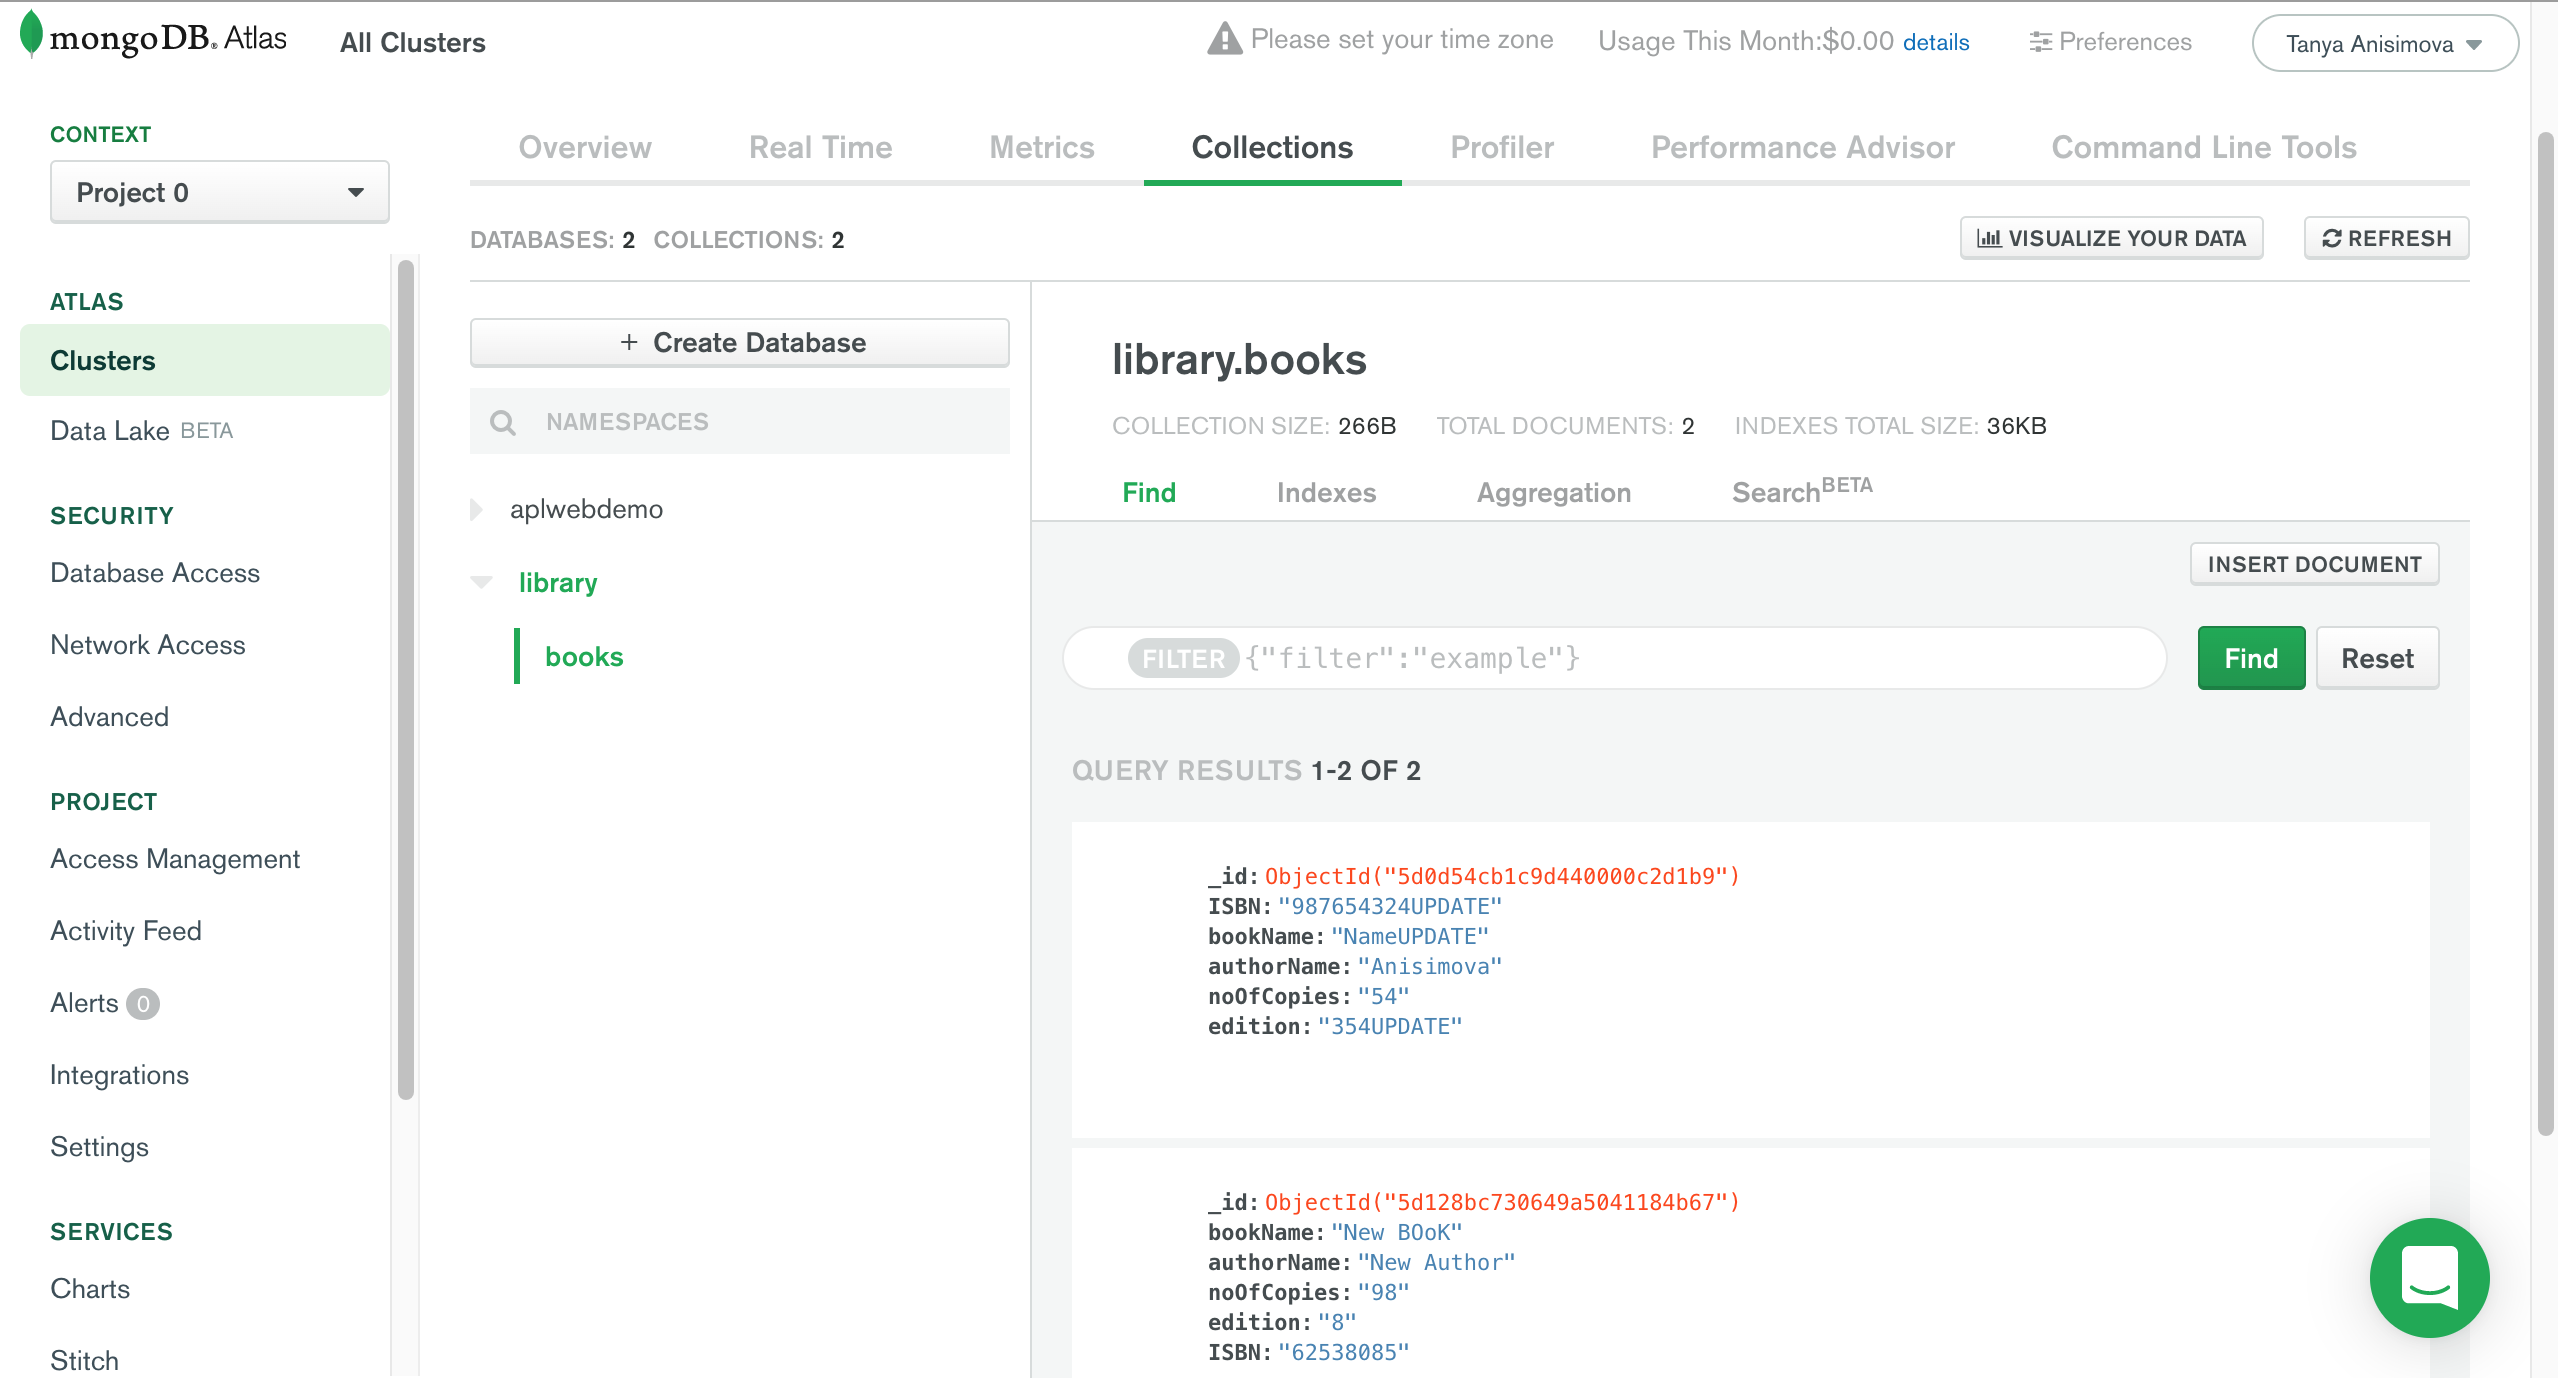 mongoDB. Atlas
All Clusters
Please set your time zone
Usage This Month:$0.00 details
Preferences
Tanya Anisimova
CONTEXT
Project 0
ATLAS
Clusters
Data Lake BETA
SECURITY
Database Access
Network Access
Advanced
PROJECT
Access Management
Activity Feed
Alerts 0
Integrations
Settings
SERVICES
Charts
Stitch
Overview
Real Time
Metrics
Collections
Profiler
Performance Advisor
Command Line Tools
DATABASES: 2 COLLECTIONS: 2
VISUALIZE YOUR DATA
REFRESH
+ Create Database
NAMESPACES
aplwebdemo
library
books
library.books
COLLECTION SIZE: 266B TOTAL DOCUMENTS: 2 INDEXES TOTAL SIZE: 36KB
Find
Indexes
Aggregation
Search BETA
INSERT DOCUMENT
FILTER {"filter":"example"}
Find
Reset
QUERY RESULTS 1-2 OF 2
_id: ObjectId("5d0d54cb1c9d440000c2d1b9")
ISBN: "987654324UPDATE"
bookName: "NameUPDATE"
authorName: "Anisimova"
noOfCopies: "54"
edition: "354UPDATE"
_id: ObjectId("5d128bc730649a5041184b67")
bookName: "New BOoK"
authorName: "New Author"
noOfCopies: "98"
edition: "8"
ISBN: "62538085"